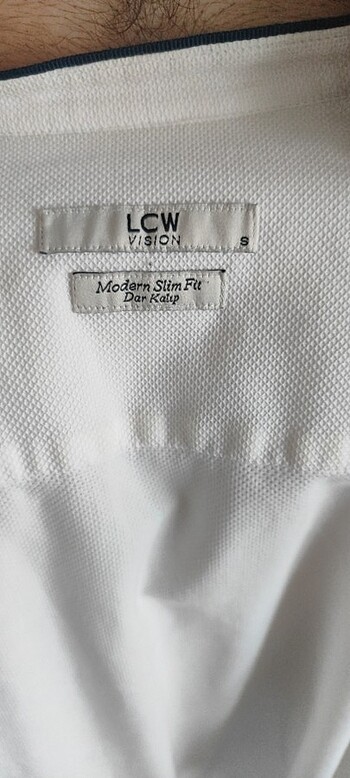 LCW
VISION
S
Modern Slim Fit
Dar Kalıp